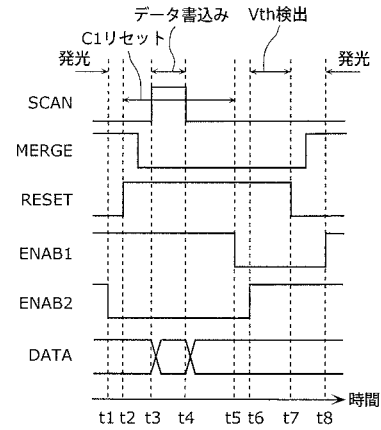 データ書込み Vth検出
C1リセット
発光 発光
SCAN
MERGE
RESET
ENAB1
ENAB2
DATA
時間
t1 t2 t3 t4 t5 t6 t7 t8